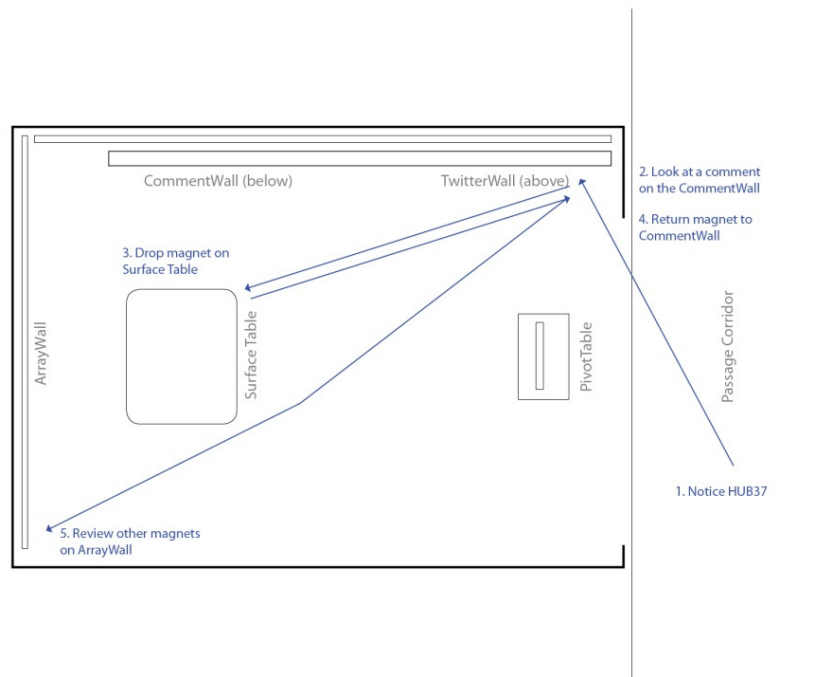 CommentWall (below)
TwitterWall (above)
2. Look at a comment
on the CommentWall
4. Return magnet to
CommentWall
3. Drop magnet on
Surface Table
ArrayWall
Surface Table
PivotTable
Passage Corridor
1. Notice HUB37
5. Review other magnets
on ArrayWall